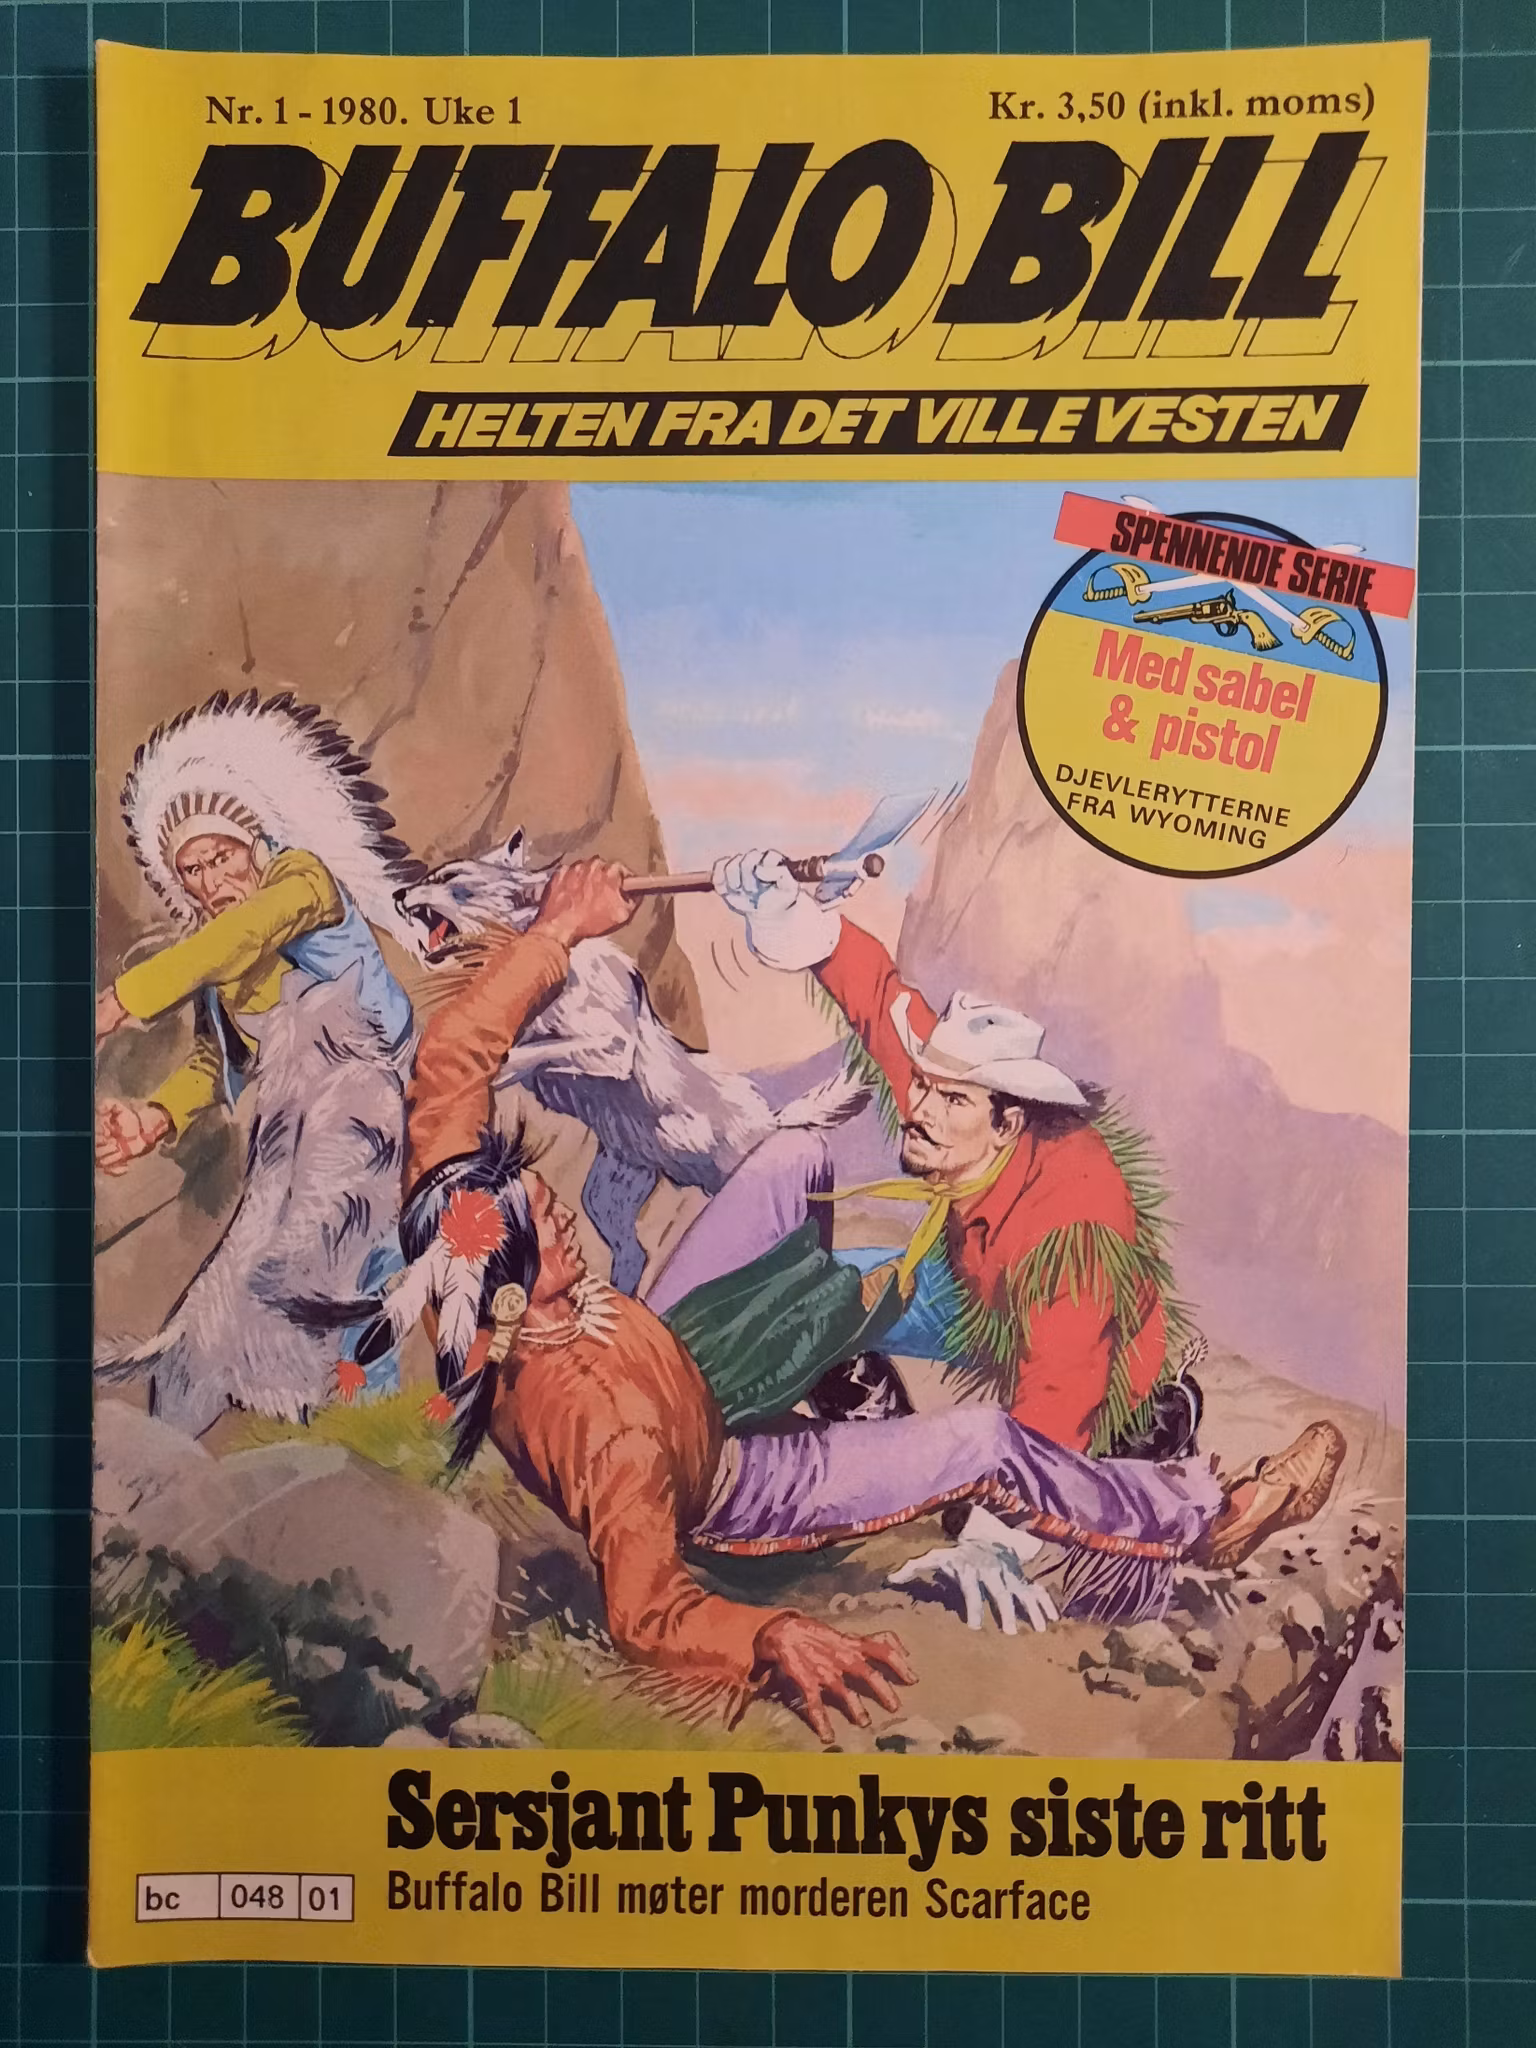 Nr. 1 - 1980. Uke 1
Kr. 3,50 (inkl. moms)
BUFFALO BILL
HELTEN FRA DET VILLE VESTEN
SPENNENDE SERIE
Med sabel
& pistol
DJEVLERYTTERNE
FRA WYOMING
Sersjant Punkys siste ritt
Buffalo Bill møter morderen Scarface
bc 048 01